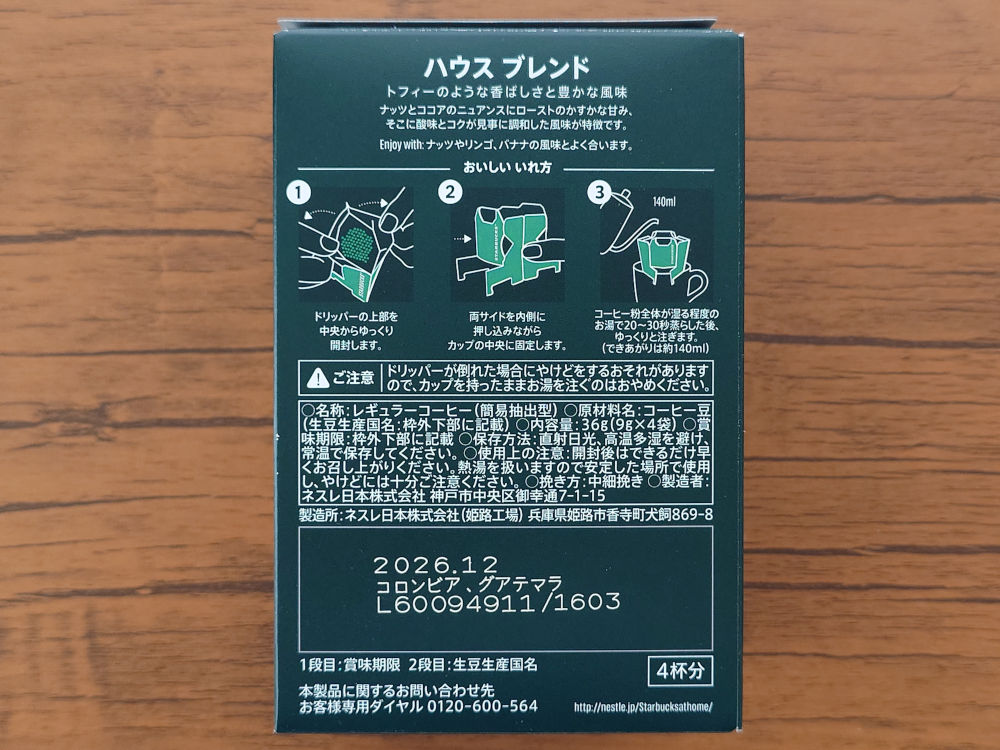 ハウス ブレンド
トフィーのような香ばしさと豊かな風味
ナッツとココアのニュアンスにローストのかすかな甘み、
そこに酸味とコクが見事に調和した風味が特徴です。
Enjoy with: ナッツやリンゴ、バナナの風味とよく合います。
おいしい いれ方
1
STARBUCKS
ドリッパーの上部を
中央からゆっくり
開封します。
2
STARBUCKS
両サイドを内側に
押し込みながら
カップの中央に固定します。
3
140ml
コーヒー粉全体が湿る程度の
お湯で20〜30秒蒸らした後、
ゆっくりと注ぎます。
(できあがりは約140ml)
ご注意
ドリッパーが倒れた場合にやけどをするおそれがあります
ので、カップを持ったままお湯を注ぐのはおやめください。
○名称:レギュラーコーヒー(簡易抽出型) ○原材料名:コーヒー豆
(生豆生産国名:枠外下部に記載) ○内容量:36g(9g×4袋) ○賞
味期限:枠外下部に記載 ○保存方法:直射日光、高温多湿を避け、
常温で保存してください。 ○使用上の注意:開封後はできるだけ早
くお召し上がりください。熱湯を扱いますので安定した場所で使用
し、やけどには十分ご注意ください。 ○挽き方:中細挽き ○製造者:
ネスレ日本株式会社 神戸市中央区御幸通7-1-15
製造所:ネスレ日本株式会社(姫路工場) 兵庫県姫路市香寺町犬飼869-8
2026.12
コロンビア、グアテマラ
L60094911/1603
1段目:賞味期限 2段目:生豆生産国名
4杯分
本製品に関するお問い合わせ先
お客様専用ダイヤル 0120-600-564
http://nestle.jp/Starbucksathome/